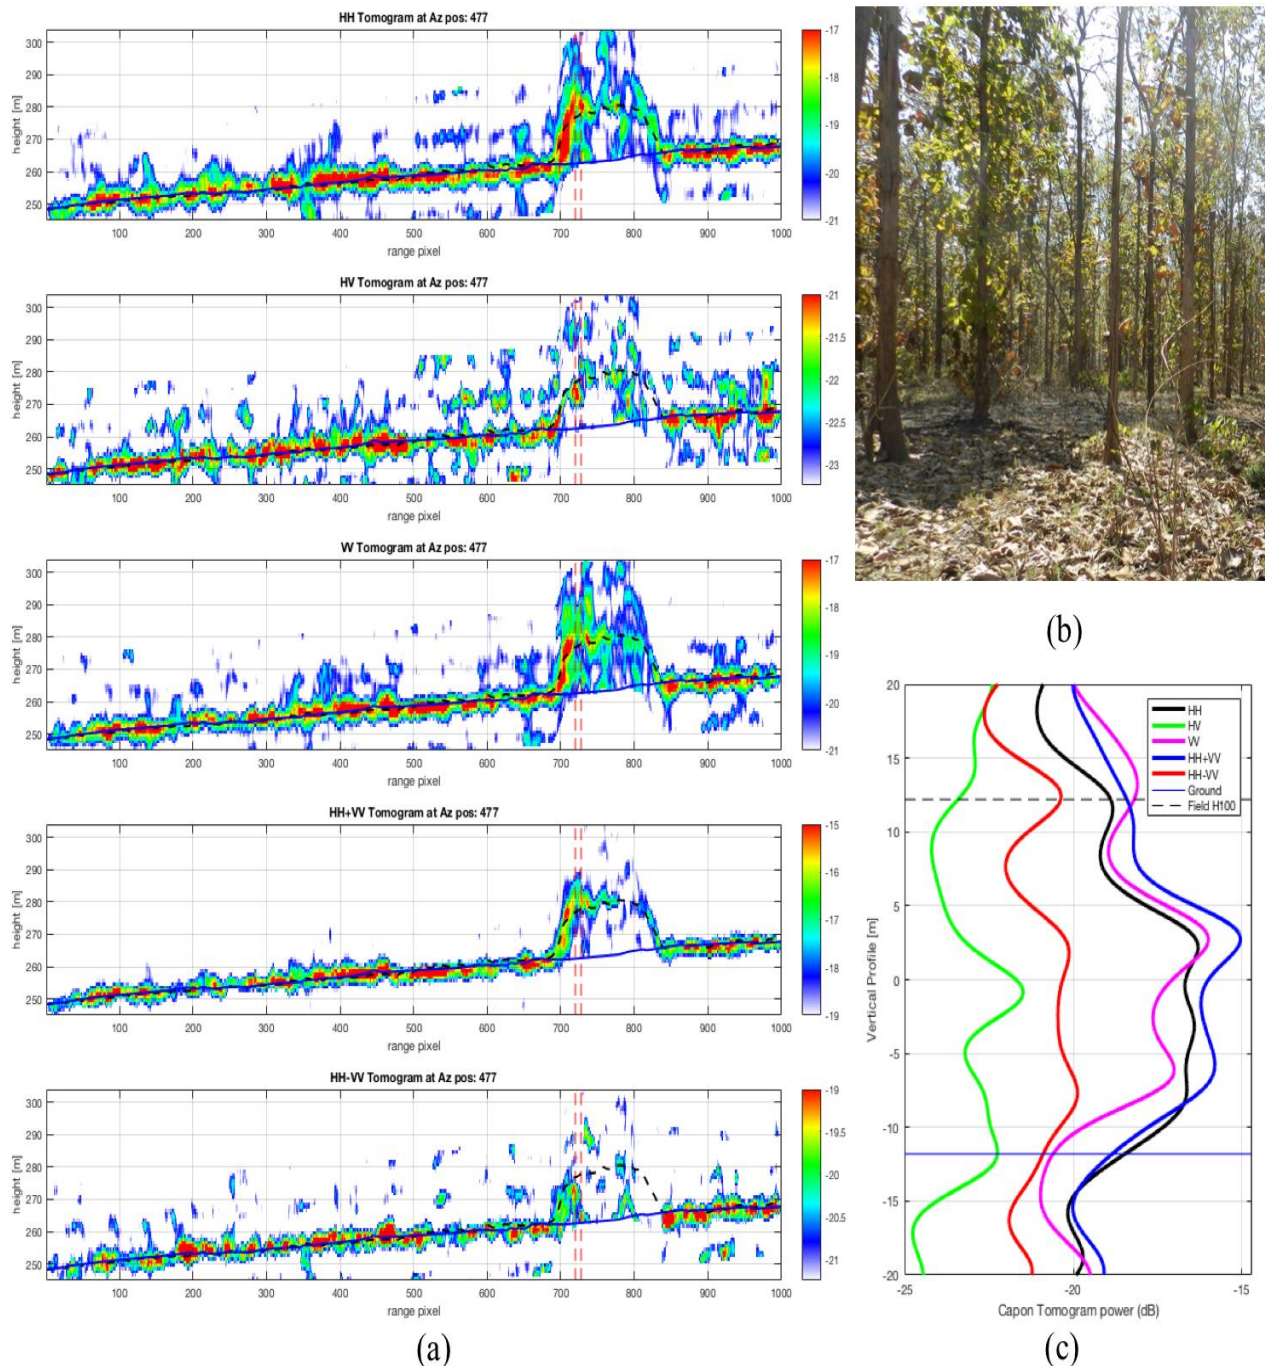 HH Tomogram at Az pos: 477
height [m]
300
290
280
270
260
250
100 200 300 400 500 600 700 800 900 1000
range pixel
-17
-18
-19
-20
-21
HV Tomogram at Az pos: 477
height [m]
300
290
280
270
260
250
100 200 300 400 500 600 700 800 900 1000
range pixel
-21
-21.5
-22
-22.5
-23
VV Tomogram at Az pos: 477
height [m]
300
290
280
270
260
250
100 200 300 400 500 600 700 800 900 1000
range pixel
-17
-18
-19
-20
-21
HH+VV Tomogram at Az pos: 477
height [m]
300
290
280
270
260
250
100 200 300 400 500 600 700 800 900 1000
range pixel
-15
-16
-17
-18
-19
HH-VV Tomogram at Az pos: 477
height [m]
300
290
280
270
260
250
100 200 300 400 500 600 700 800 900 1000
range pixel
-19
-19.5
-20
-20.5
-21
(a)
(b)
Vertical Profile [m]
20
15
10
5
0
-5
-10
-15
-20
-25 -20 -15
Capon Tomogram power (dB)
HH
HV
VV
HH+VV
HH-VV
Ground
Field H100
(c)